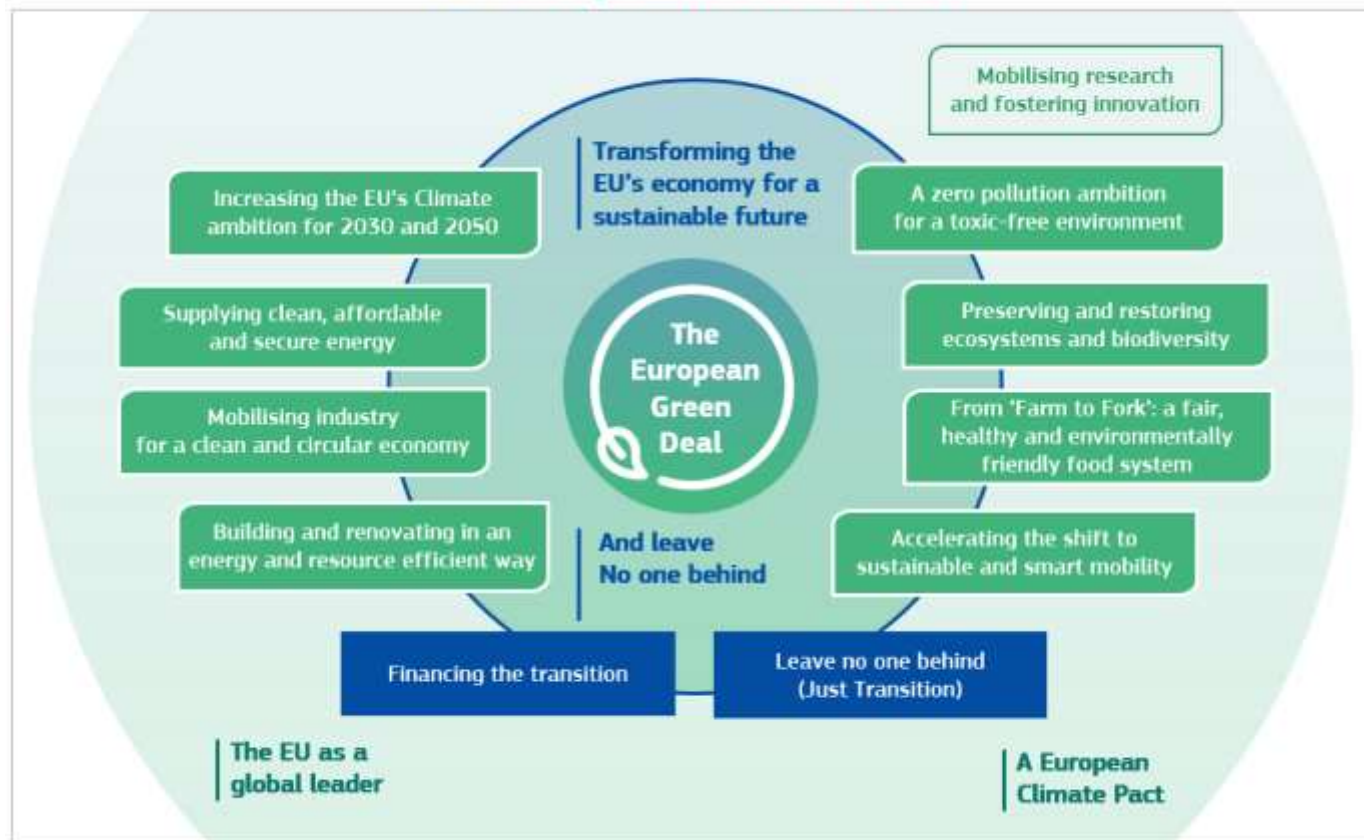 Mobilising research
and fostering innovation
Transforming the
EU's economy for a
sustainable future
Increasing the EU's Climate
ambition for 2030 and 2050
A zero pollution ambition
for a toxic-free environment
Supplying clean, affordable
and secure energy
Preserving and restoring
ecosystems and biodiversity
The
European
Green
Deal
Mobilising industry
for a clean and circular economy
From 'Farm to Fork': a fair,
healthy and environmentally
friendly food system
Building and renovating in an
energy and resource efficient way
And leave
No one behind
Accelerating the shift to
sustainable and smart mobility
Financing the transition
Leave no one behind
(Just Transition)
The EU as a
global leader
A European
Climate Pact